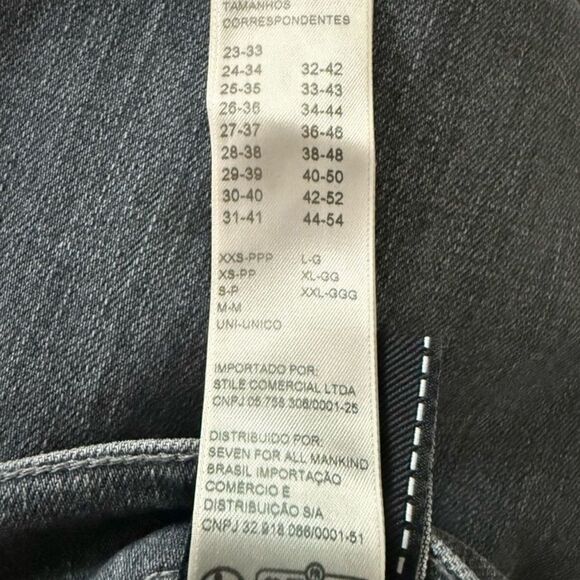 TAMANHOS
CORRESPONDENTES
23-33
24-34 32-42
25-35 33-43
26-36 34-44
27-37 36-46
28-38 38-48
29-39 40-50
30-40 42-52
31-41 44-54
XXS-PPP L-G
XS-PP XL-GG
S-P XXL-GGG
M-M
UNI-UNICO
IMPORTADO POR:
STILE COMERCIAL LTDA
CNPJ 05.758.308/0001-25
DISTRIBUIDO POR:
SEVEN FOR ALL MANKIND
BRASIL IMPORTAÇÃO
COMÉRCIO E
DISTRIBUIÇÃO S/A
CNPJ 32.918.066/0001-51